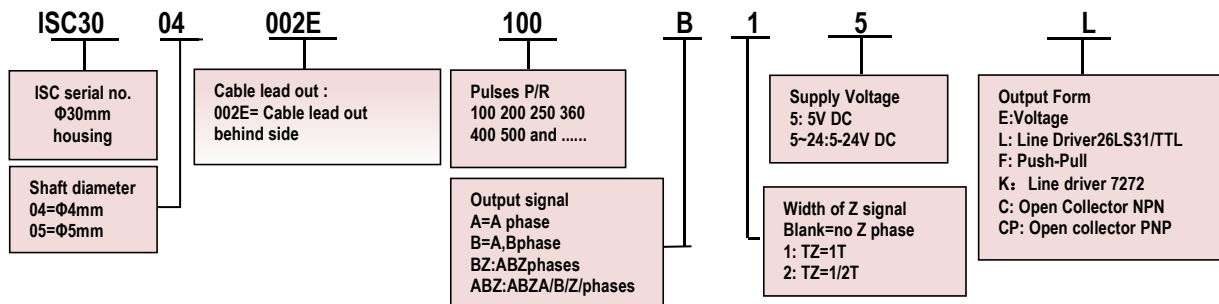 ISC30 04 002E 100 B 1 5 L
ISC serial no.
Φ30mm
housing
Shaft diameter
04=Φ4mm
05=Φ5mm
Cable lead out :
002E= Cable lead out
behind side
Pulses P/R
100 200 250 360
400 500 and ......
Output signal
A=A phase
B=A,Bphase
BZ:ABZphases
ABZ:ABZA/B/Z/phases
Supply Voltage
5: 5V DC
5~24:5-24V DC
Width of Z signal
Blank=no Z phase
1: TZ=1T
2: TZ=1/2T
Output Form
E:Voltage
L: Line Driver26LS31/TTL
F: Push-Pull
K： Line driver 7272
C: Open Collector NPN
CP: Open collector PNP